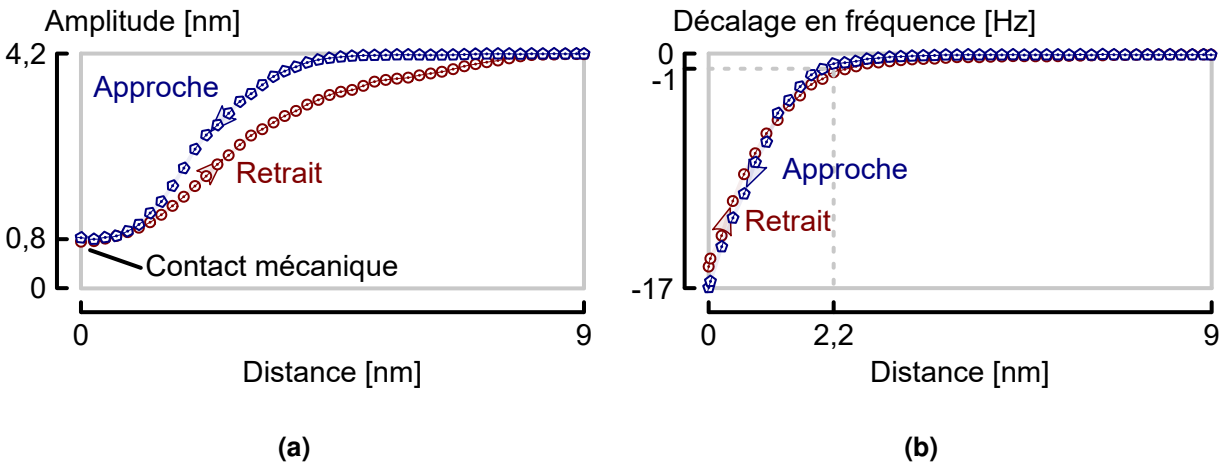 Amplitude [nm]
4,2
Approche
Retrait
0,8
Contact mécanique
0
0
9
Distance [nm]
(a)
Décalage en fréquence [Hz]
0
-1
Approche
Retrait
-17
0
2,2
9
Distance [nm]
(b)